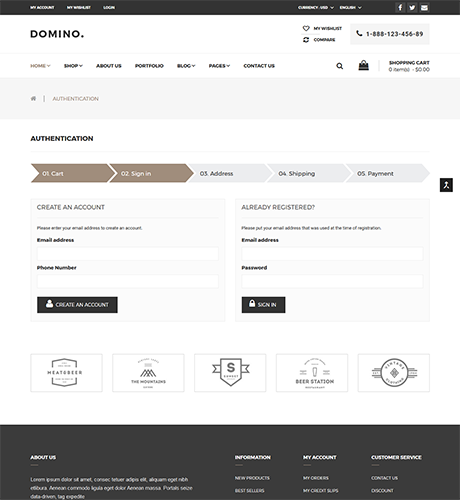 MY ACCOUNT MY WISHLIST LOGIN CURRENCY : USD ENGLISH
DOMINO.
MY WISHLIST
COMPARE
1-888-123-456-89
HOME SHOP ABOUT US PORTFOLIO BLOG PAGES CONTACT US
SHOPPING CART
0 item(s) - $0.00
AUTHENTICATION
AUTHENTICATION
01. Cart 02. Sign in 03. Address 04. Shipping 05. Payment
CREATE AN ACCOUNT
Please enter your email address to create an account.
Email address
Phone Number
CREATE AN ACCOUNT
ALREADY REGISTERED?
Please put your email address that was used at the time of registration.
Email address
Password
SIGN IN
MEAT&BEER
THE MOUNTAINS
S
BEER STATION
RESTAURANT
VINTAGE
CLOTHING
ABOUT US
Lorem ipsum dolor sit amet, consec tetuem adipiscing eget nibh
eftibru. Aenean commodo ligula eget dolor aliquam. Portals seize
data-driven, tag expedite
INFORMATION
NEW PRODUCTS
BEST SELLERS
MY ACCOUNT
MY ORDERS
MY CREDIT SLIPS
CUSTOMER SERVICE
CONTACT US
DISCOUNT